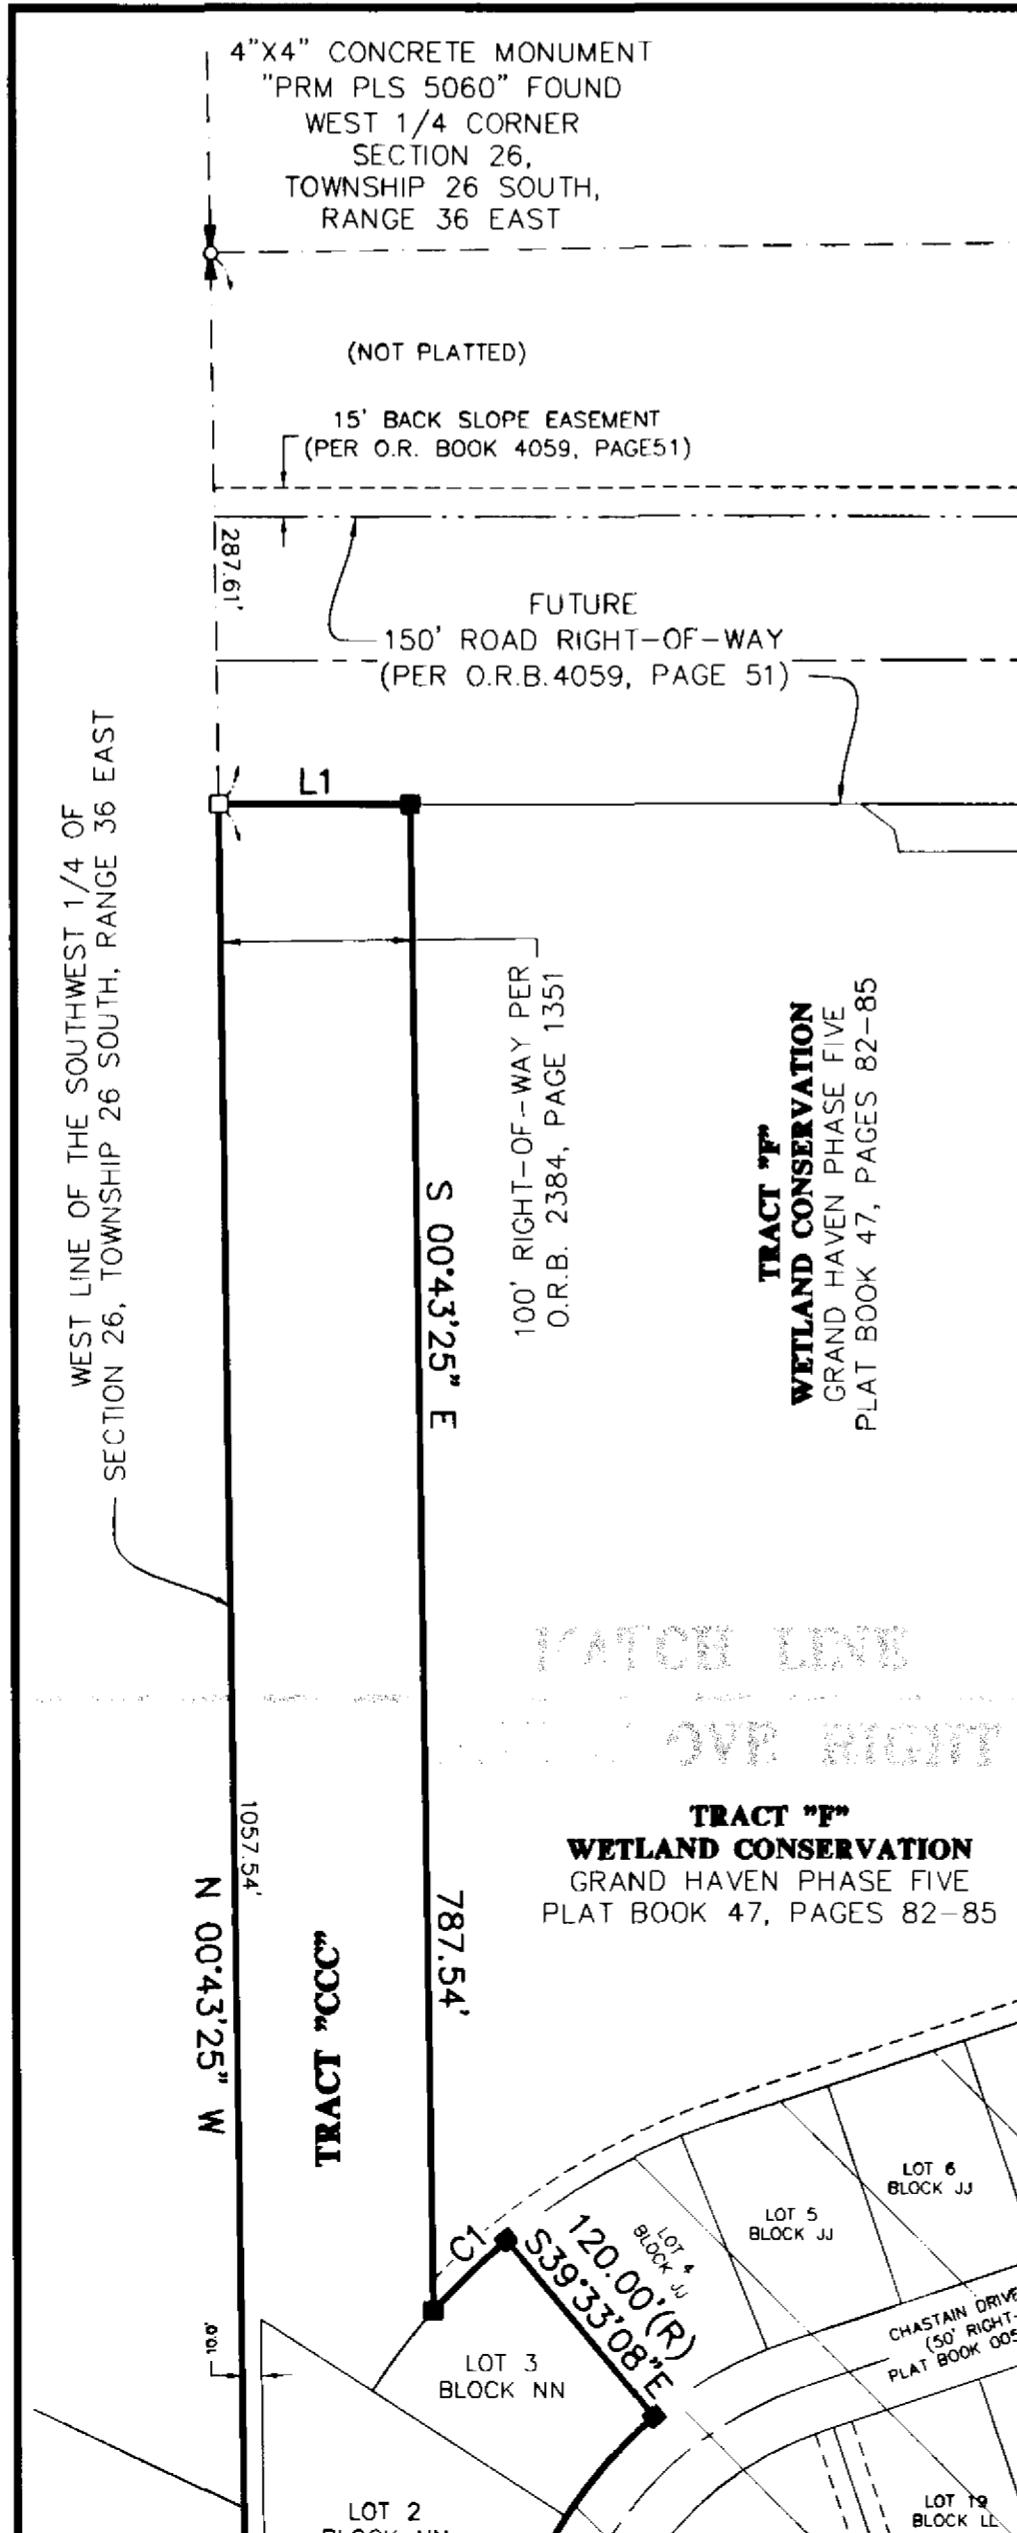 4"X4" CONCRETE MONUMENT
"PRM PLS 5060" FOUND
WEST 1/4 CORNER
SECTION 26,
TOWNSHIP 26 SOUTH,
RANGE 36 EAST
(NOT PLATTED)
15' BACK SLOPE EASEMENT
(PER O.R. BOOK 4059, PAGE51)
287.61'
FUTURE
150' ROAD RIGHT-OF-WAY
(PER O.R.B.4059, PAGE 51)
L1
WEST LINE OF THE SOUTHWEST 1/4 OF
SECTION 26, TOWNSHIP 26 SOUTH, RANGE 36 EAST
100' RIGHT-OF-WAY PER
O.R.B. 2384, PAGE 1351
S 00°43'25" E
TRACT "F"
WETLAND CONSERVATION
GRAND HAVEN PHASE FIVE
PLAT BOOK 47, PAGES 82-85
MATCH LINE
RIGHT
TRACT "F"
WETLAND CONSERVATION
GRAND HAVEN PHASE FIVE
PLAT BOOK 47, PAGES 82-85
1057.54'
N 00°43'25" W
TRACT "CCC"
787.54'
C1
120.00'(R)
S39°33'08"E
LOT 4
BLOCK JJ
LOT 5
BLOCK JJ
LOT 6
BLOCK JJ
CHASTAIN DRIVE
(50' RIGHT-
PLAT BOOK 005
10.0'
LOT 3
BLOCK NN
LOT 2
BLOCK NN
LOT 19
BLOCK LL